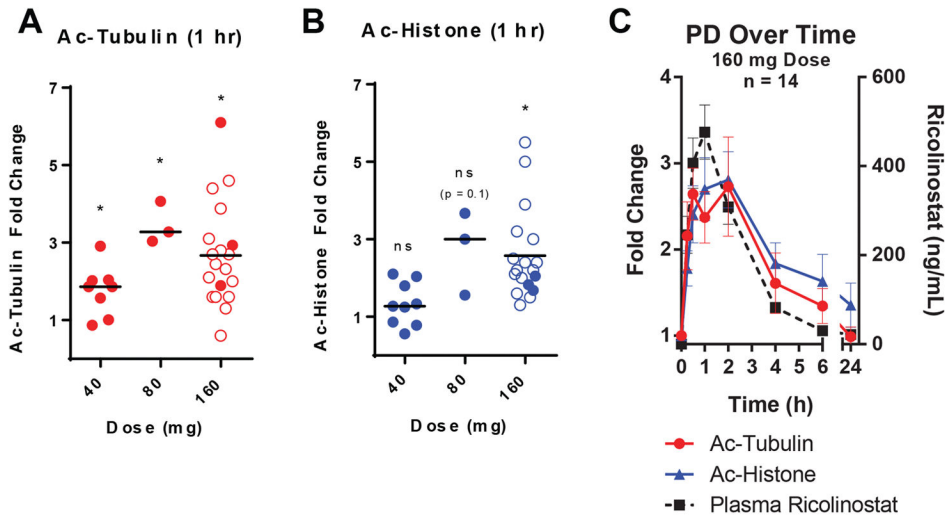 A
Ac-Tubulin (1 hr)
Ac-Tubulin Fold Change
7
5
3
1
*
*
*
40
80
160
Dose (mg)
B
Ac-Histone (1 hr)
Ac-Histone Fold Change
7
5
3
1
ns
ns
(p = 0.1)
*
40
80
160
Dose (mg)
C
PD Over Time
160 mg Dose
n = 14
Fold Change
4
3
2
1
600
400
200
0
Ricolinostat (ng/mL)
0 1 2 3 4 5 6 24
Time (h)
Ac-Tubulin
Ac-Histone
Plasma Ricolinostat